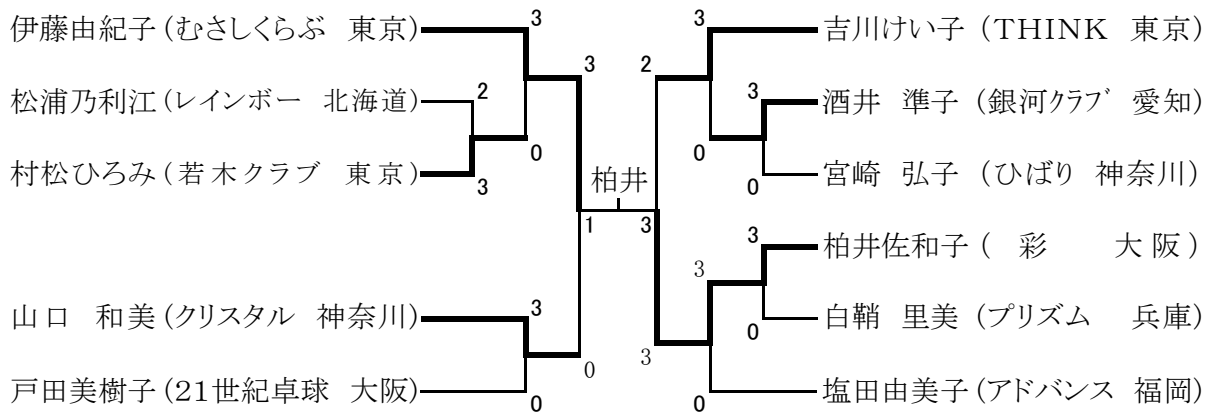 伊藤由紀子(むさしくらぶ 東京)
3
松浦乃利江(レインボー 北海道)
2
村松ひろみ(若木クラブ 東京)
3
0
3
山口 和美(クリスタル 神奈川)
3
戸田美樹子(21世紀卓球 大阪)
0
0
柏井
1
3
吉川けい子 (THINK 東京)
3
2
酒井 準子 (銀河クラブ 愛知)
3
宮崎 弘子 (ひばり 神奈川)
0
0
柏井佐和子 ( 彩 大阪 )
3
3
白鞘 里美 (プリズム 兵庫)
0
3
塩田由美子(アドバンス 福岡)
0